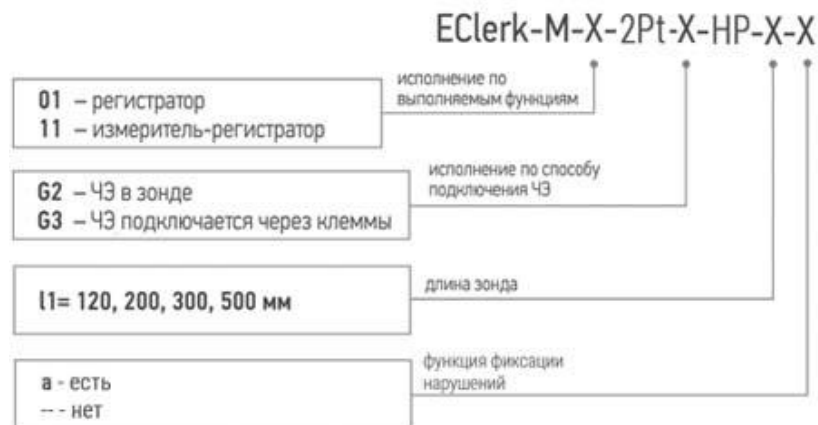 EClerk-M-X-2Pt-X-HP-X-X
01 – регистратор
11 – измеритель-регистратор
исполнение по
выполняемым функциям
G2 – ЧЭ в зонде
G3 – ЧЭ подключается через клеммы
исполнение по способу
подключения ЧЭ
l1= 120, 200, 300, 500 мм
длина зонда
а - есть
-- - нет
функция фиксации
нарушений